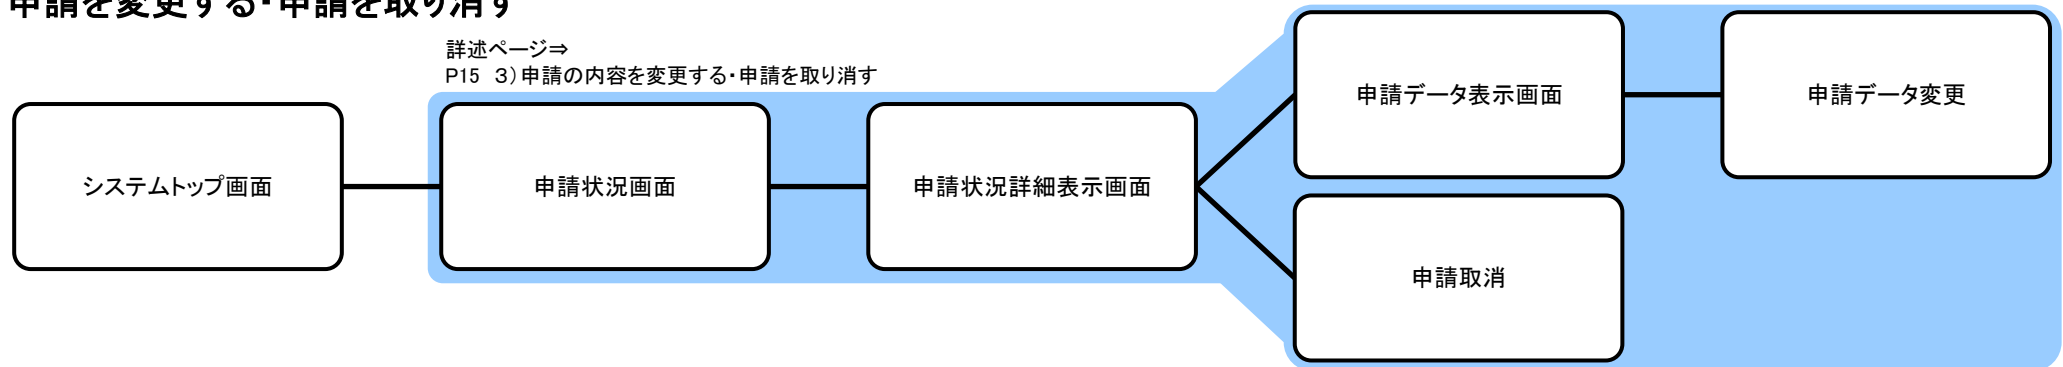 申請を変更する・申請を取り消す
詳述ページ⇒
P15 3）申請の内容を変更する・申請を取り消す
システムトップ画面
申請状況画面
申請状況詳細表示画面
申請データ表示画面
申請データ変更
申請取消